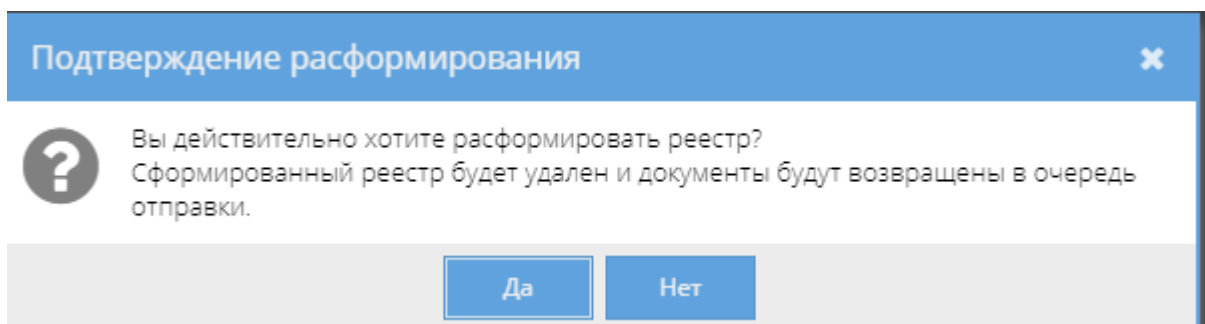 Подтверждение расформирования
Вы действительно хотите расформировать реестр?
Сформированный реестр будет удален и документы будут возвращены в очередь
отправки.
Да
Нет